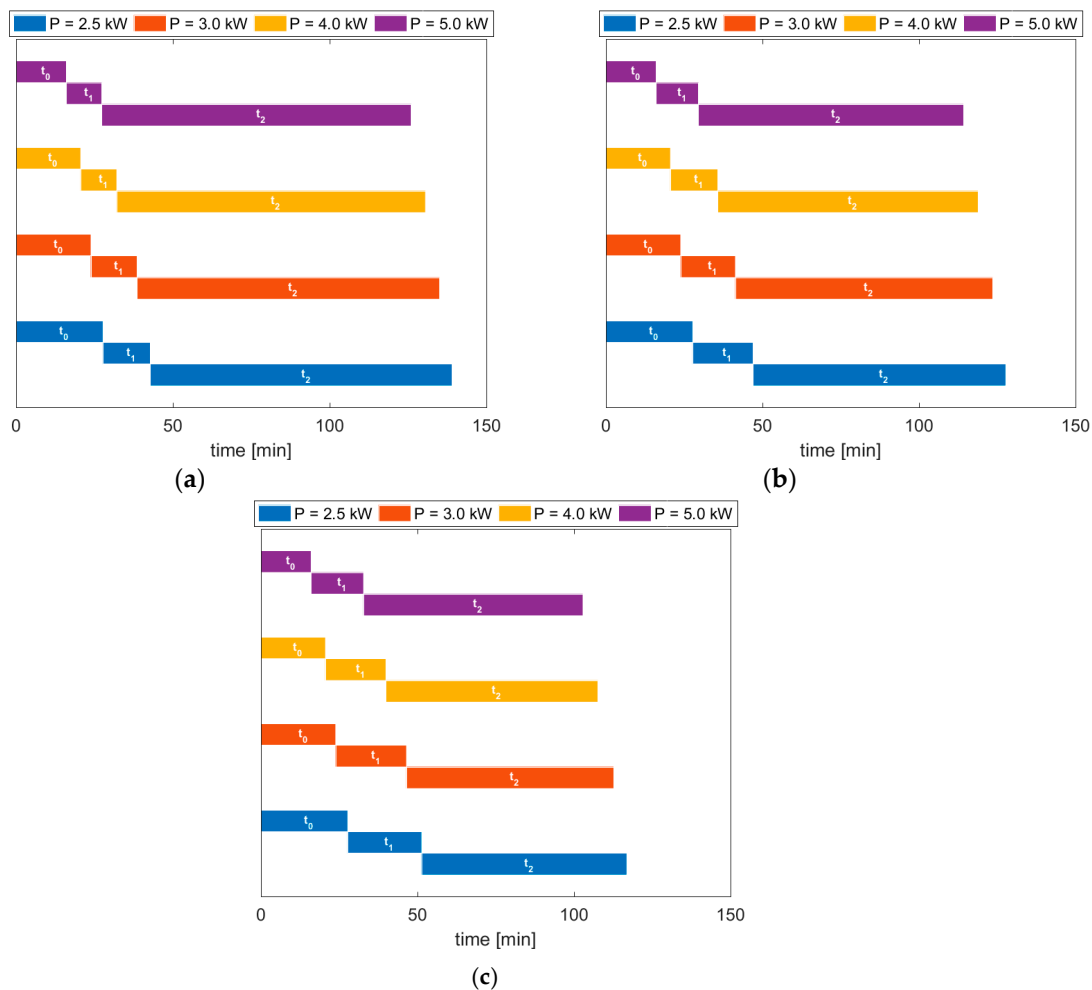 P = 2.5 kW P = 3.0 kW P = 4.0 kW P = 5.0 kW
t0
t1
t2
t0
t1
t2
t0
t1
t2
t0
t1
t2
0 50 100 150
time [min]
(a)
P = 2.5 kW P = 3.0 kW P = 4.0 kW P = 5.0 kW
t0
t1
t2
t0
t1
t2
t0
t1
t2
t0
t1
t2
0 50 100 150
time [min]
(b)
P = 2.5 kW P = 3.0 kW P = 4.0 kW P = 5.0 kW
t0
t1
t2
t0
t1
t2
t0
t1
t2
t0
t1
t2
0 50 100 150
time [min]
(c)